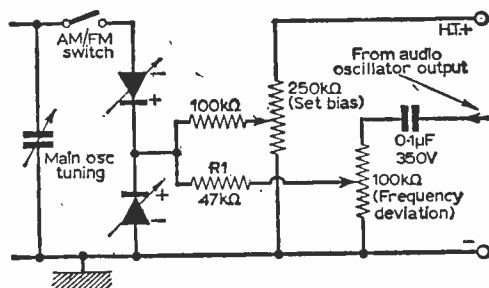 AM/FM
switch
H.T.+
From audio
oscillator output
−
+
100kΩ
250kΩ
(Set bias)
Main osc
tuning
R1
47kΩ
0·1µF
350V
100kΩ
(Frequency
deviation)
+
−
−